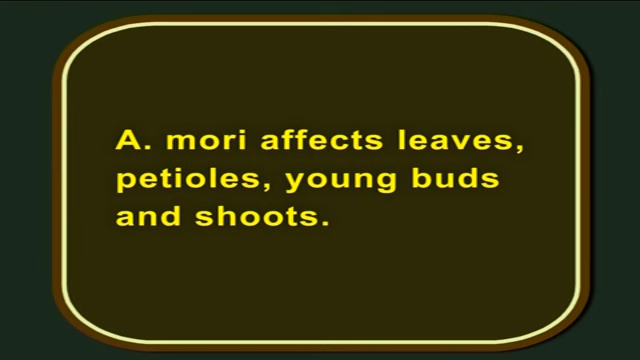 A. mori affects leaves,
petioles, young buds
and shoots.